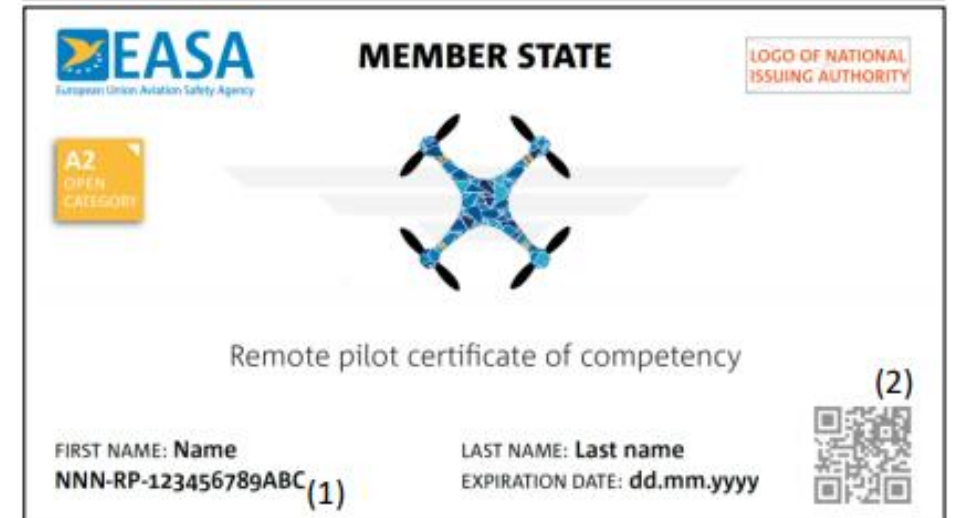 EASA
European Union Aviation Safety Agency
MEMBER STATE
LOGO OF NATIONAL
ISSUING AUTHORITY
A2
OPEN
CATEGORY
Remote pilot certificate of competency
(2)
FIRST NAME: Name
LAST NAME: Last name
NNN-RP-123456789ABC(1)
EXPIRATION DATE: dd.mm.yyyy